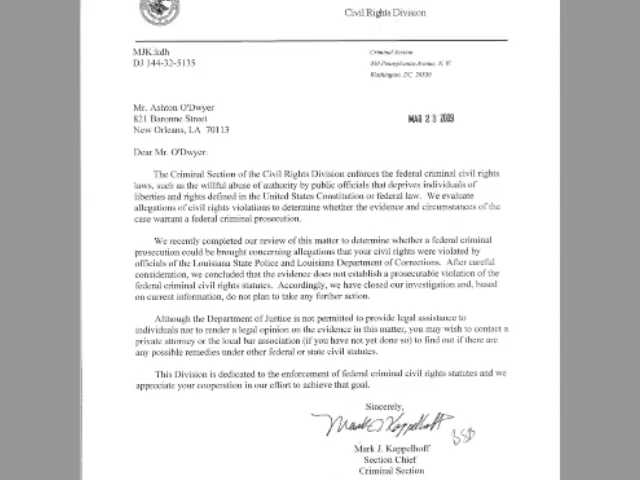 Civil Rights Division
MJK:kdh
DJ 144-32-5135
Criminal Section
950 Pennsylvania Avenue, N. W.
Washington, DC 20530
Mr. Ashton O'Dwyer
821 Baronne Street
New Orleans, LA 70113
MAR 23 2009
Dear Mr. O'Dwyer:
The Criminal Section of the Civil Rights Division enforces the federal criminal civil rights
laws, such as the willful abuse of authority by public officials that deprives individuals of
liberties and rights defined in the United States Constitution or federal law. We evaluate
allegations of civil rights violations to determine whether the evidence and circumstances of the
case warrant a federal criminal prosecution.
We recently completed our review of this matter to determine whether a federal criminal
prosecution could be brought concerning allegations that your civil rights were violated by
officials of the Louisiana State Police and Louisiana Department of Corrections. After careful
consideration, we concluded that the evidence does not establish a prosecutable violation of the
federal criminal civil rights statutes. Accordingly, we have closed our investigation and, based
on current information, do not plan to take any further action.
Although the Department of Justice is not permitted to provide legal assistance to
individuals nor to render a legal opinion on the evidence in this matter, you may wish to contact a
private attorney or the local bar association (if you have not yet done so) to find out if there are
any possible remedies under other federal or state civil statutes.
This Division is dedicated to the enforcement of federal criminal civil rights statutes and we
appreciate your cooperation in our effort to achieve that goal.
Sincerely,
Mark J Kappelhoff
Mark J. Kappelhoff
Section Chief
Criminal Section